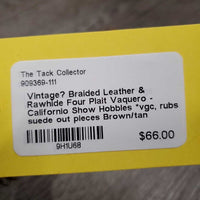 The Tack Collector
909369-111
Vintage? Braided Leather &
Rawhide Four Plait Vaquero -
Californio Show Hobbles *vgc, rubs
suede out pieces Brown/tan
$66.00
9H1U68